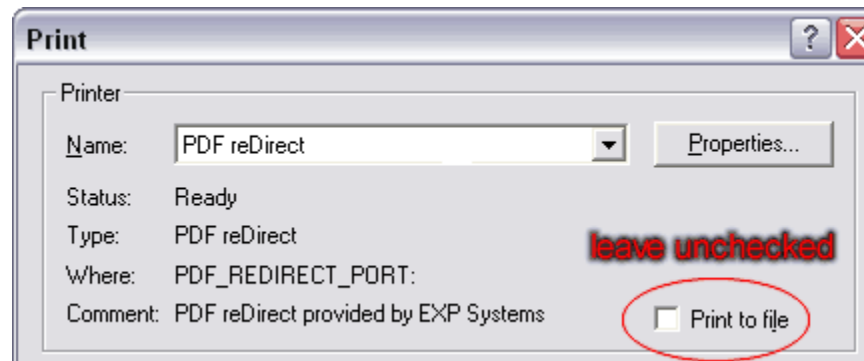 Print
Printer
Name: PDF reDirect Properties...
Status: Ready
Type: PDF reDirect
leave unchecked
Where: PDF_REDIRECT_PORT:
Comment: PDF reDirect provided by EXP Systems Print to file